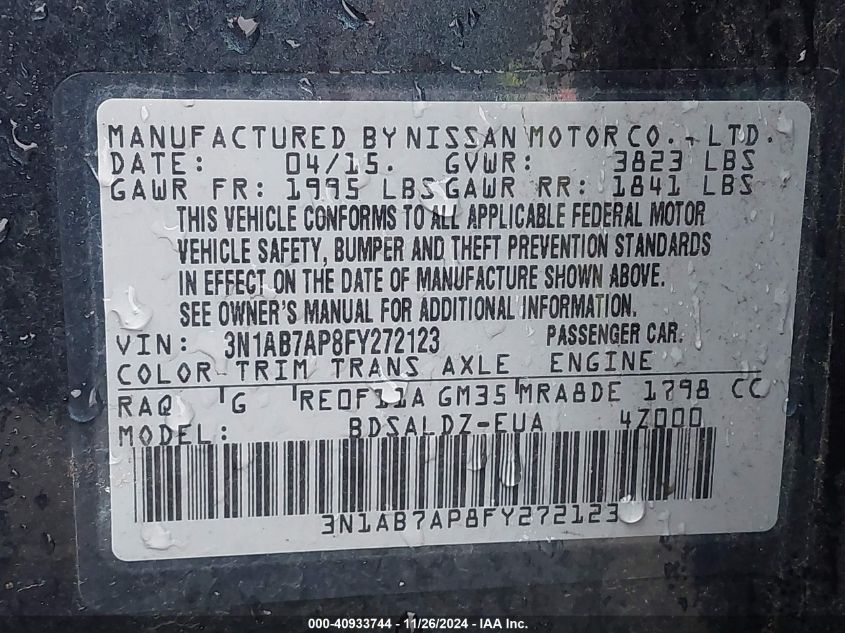 MANUFACTURED BY NISSAN MOTOR CO., LTD.
DATE: 04/15. GVWR: 3823 LBS
GAWR FR: 1995 LBS GAWR RR: 1841 LBS
THIS VEHICLE CONFORMS TO ALL APPLICABLE FEDERAL MOTOR
VEHICLE SAFETY, BUMPER AND THEFT PREVENTION STANDARDS
IN EFFECT ON THE DATE OF MANUFACTURE SHOWN ABOVE.
SEE OWNER'S MANUAL FOR ADDITIONAL INFORMATION.
VIN: 3N1AB7AP8FY272123 PASSENGER CAR.
COLOR TRIM TRANS AXLE ENGINE
RAQ G RE0F11A GM35 MRA8DE 1798 CC
MODEL: BDSALDZ-EUA 4Z000
3N1AB7AP8FY272123
000-40933744 - 11/26/2024 - IAA Inc.